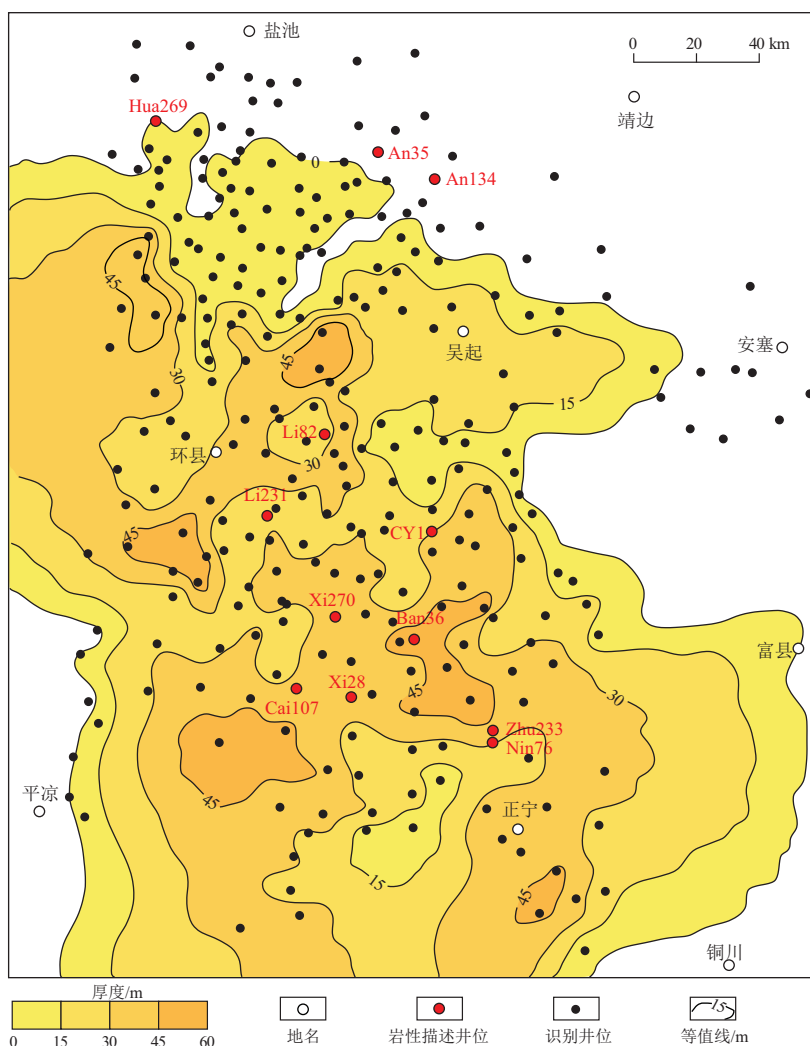 盐池
0 20 40 km
Hua269
靖边
An35
0
An134
45
吴起
安塞
45
30
15
Li82
环县
30
Li231
45
CY1
Xi270
Ban36
富县
Xi28
45
30
Cai107
Zhu233
Nin76
45
平凉
正宁
15
45
铜川
厚度/m
0 15 30 45 60
地名
岩性描述井位
识别井位
15
等值线/m